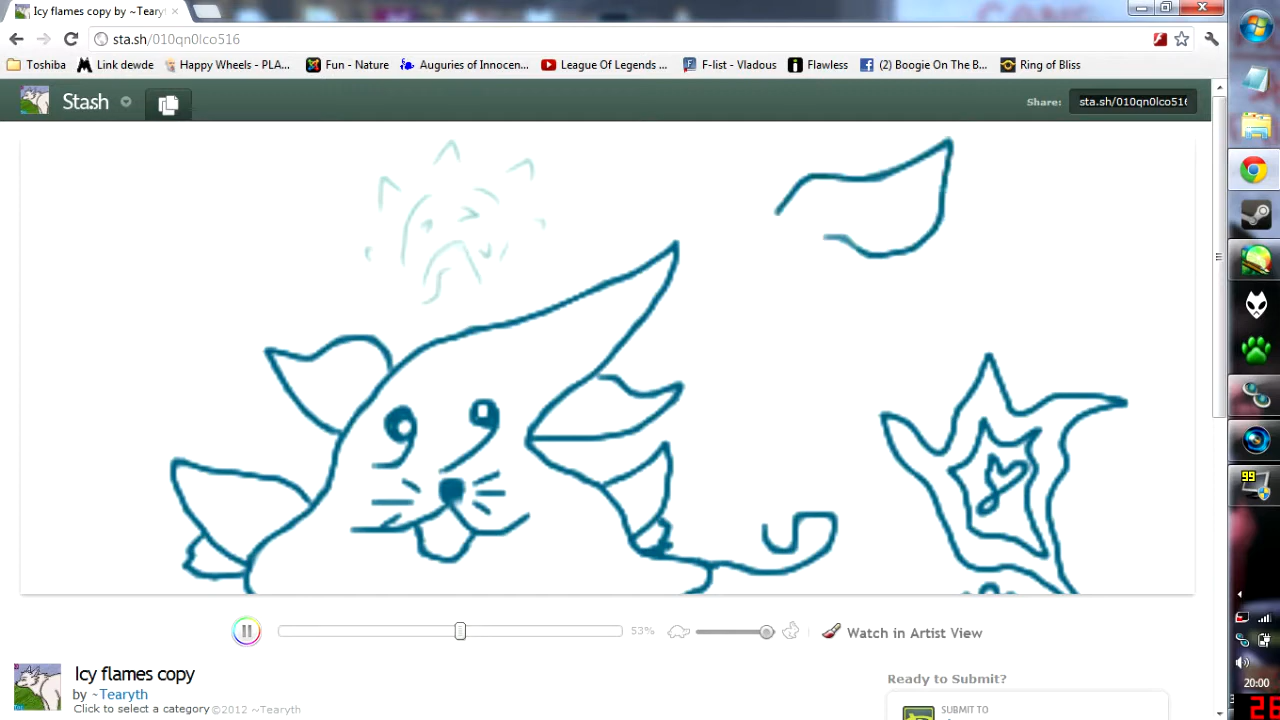 Icy flames copy by ~Teary
sta.sh/010qn0lco516
Toshiba
Link dewde
Happy Wheels - PLA...
Fun - Nature
Auguries of Innocen...
League Of Legends ...
F-list - Vladous
Flawless
(2) Boogie On The B...
Ring of Bliss
Stash
Share:
sta.sh/010qn0lco516
53%
Watch in Artist View
Icy flames copy
by ~Tearyth
Click to select a category ©2012 ~Tearyth
Ready to Submit?
SUBMIT TO
99
20:00
26